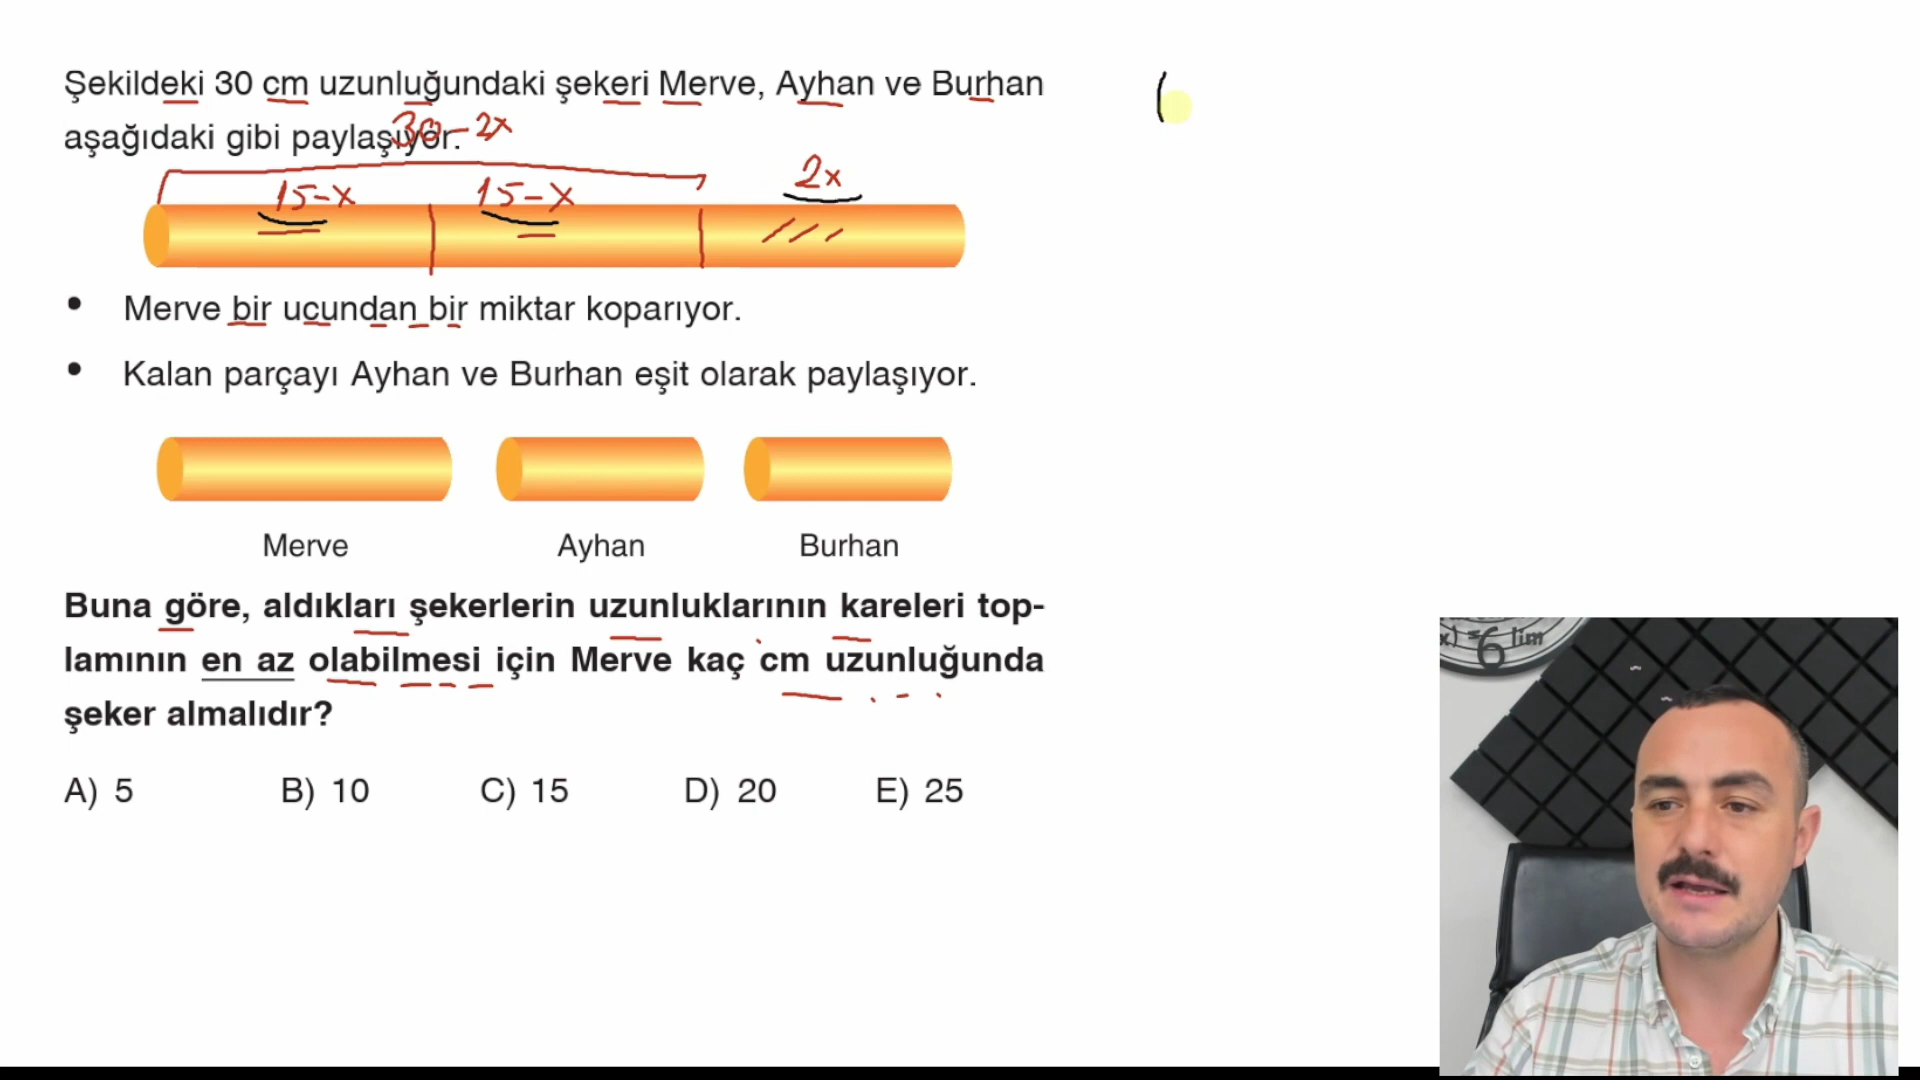 Şekildeki 30 cm uzunluğundaki şekeri Merve, Ayhan ve Burhan
aşağıdaki gibi paylaşıyor.
30-2x
15-x 15-x 2x
• Merve bir ucundan bir miktar koparıyor.
• Kalan parçayı Ayhan ve Burhan eşit olarak paylaşıyor.
Merve Ayhan Burhan
Buna göre, aldıkları şekerlerin uzunluklarının kareleri top-
lamının en az olabilmesi için Merve kaç cm uzunluğunda
şeker almalıdır?
A) 5 B) 10 C) 15 D) 20 E) 25
(
x) = 6 lim